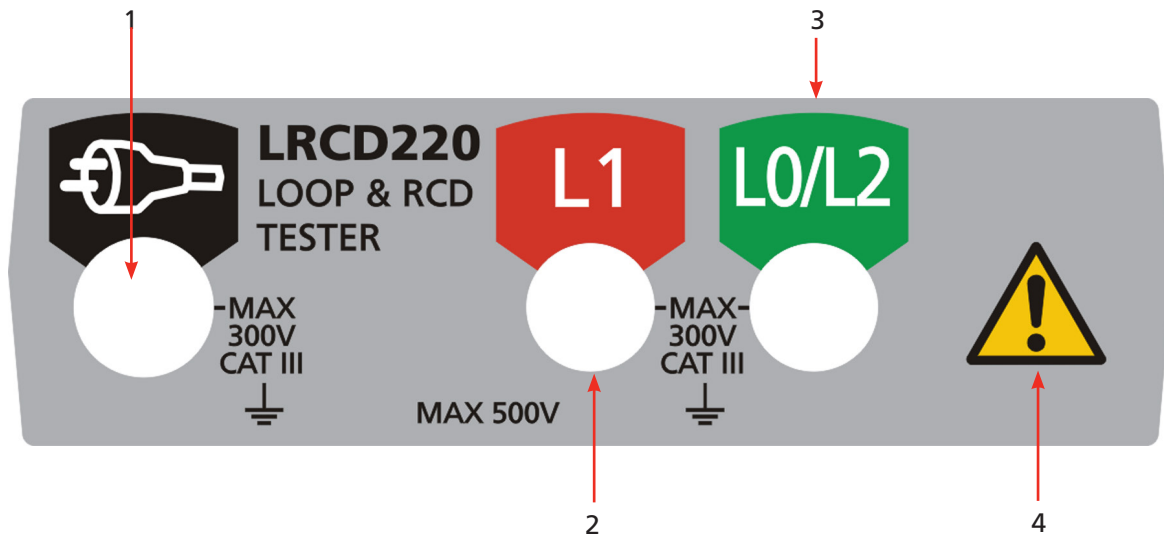 1
3
LRCD220
LOOP & RCD
TESTER
L1
L0/L2
MAX
300V
CAT III
MAX
300V
CAT III
MAX 500V
2
4